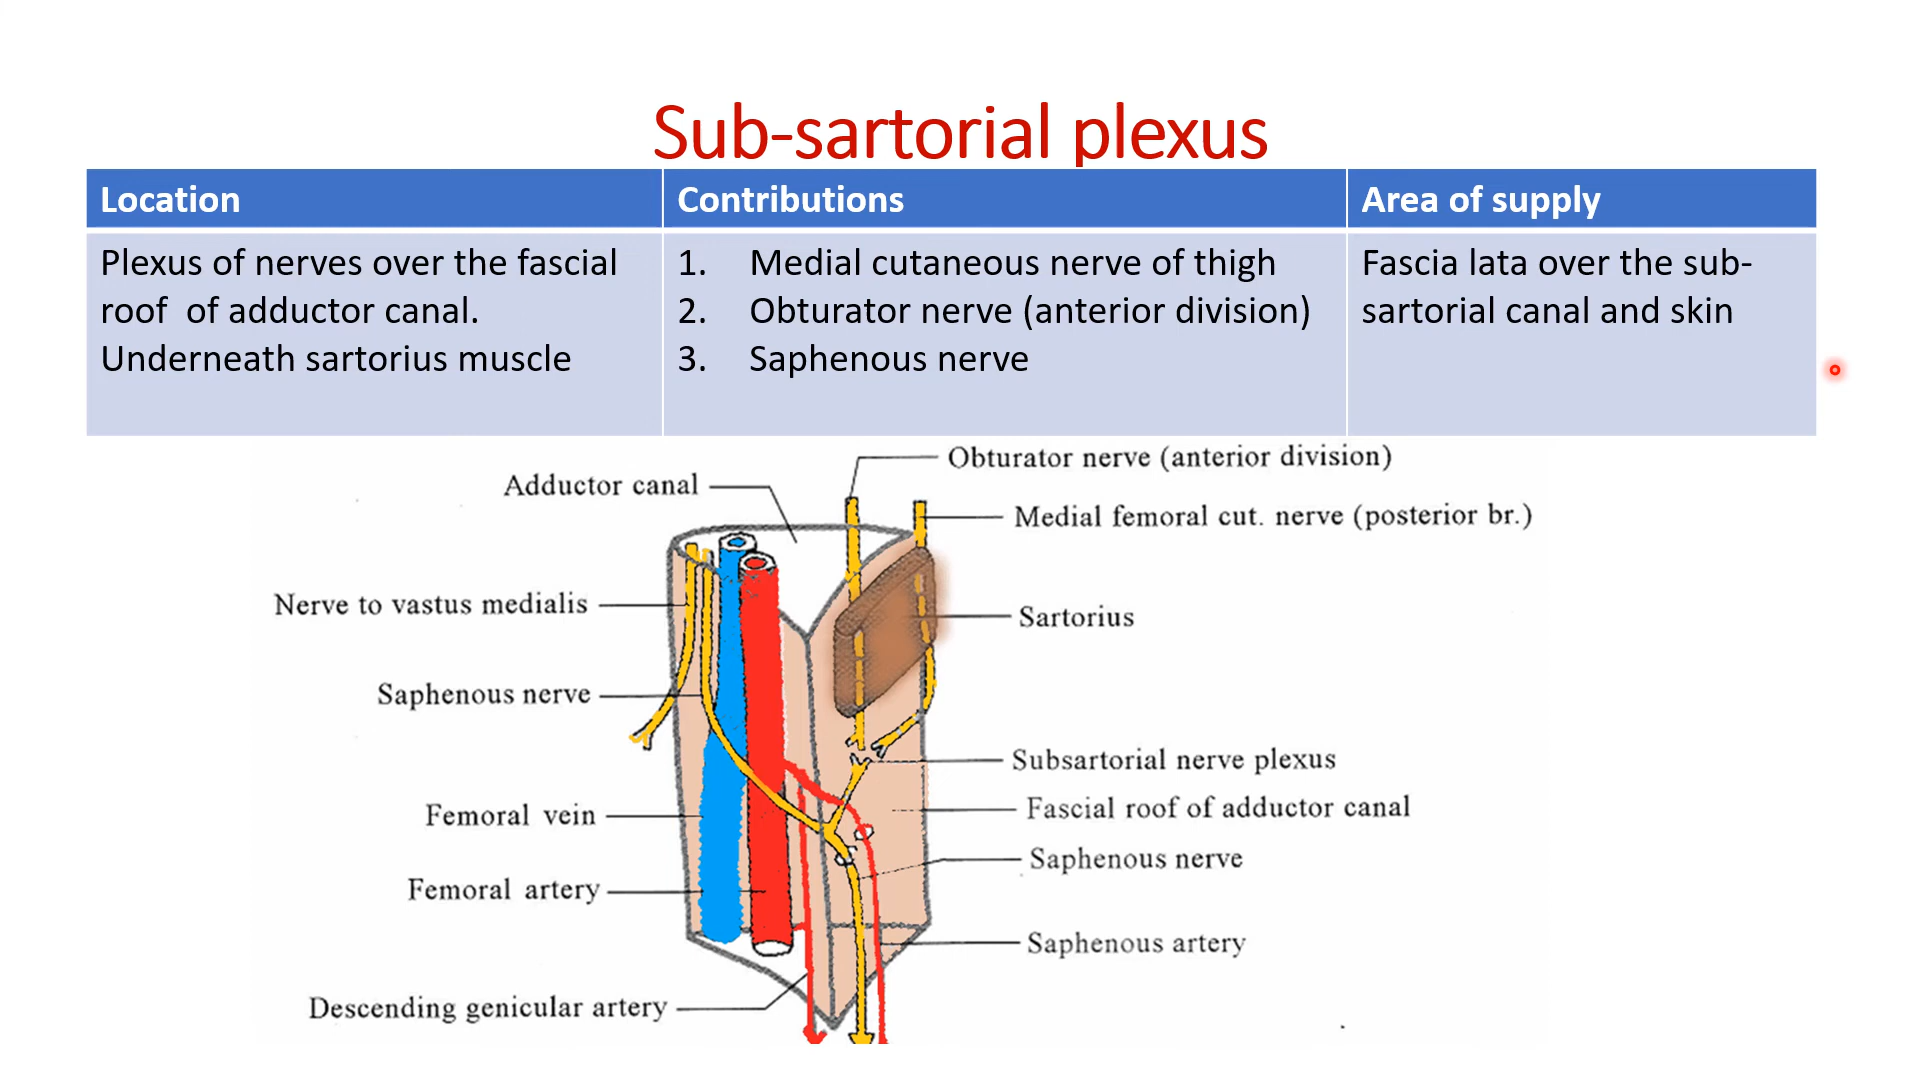 Sub-sartorial plexus
Location
Contributions
Area of supply
Plexus of nerves over the fascial
roof of adductor canal.
Underneath sartorius muscle
1. Medial cutaneous nerve of thigh
2. Obturator nerve (anterior division)
3. Saphenous nerve
Fascia lata over the sub-
sartorial canal and skin
Obturator nerve (anterior division)
Adductor canal
Medial femoral cut. nerve (posterior br.)
Nerve to vastus medialis
Sartorius
Saphenous nerve
Subsartorial nerve plexus
Femoral vein
Fascial roof of adductor canal
Saphenous nerve
Femoral artery
Saphenous artery
Descending genicular artery